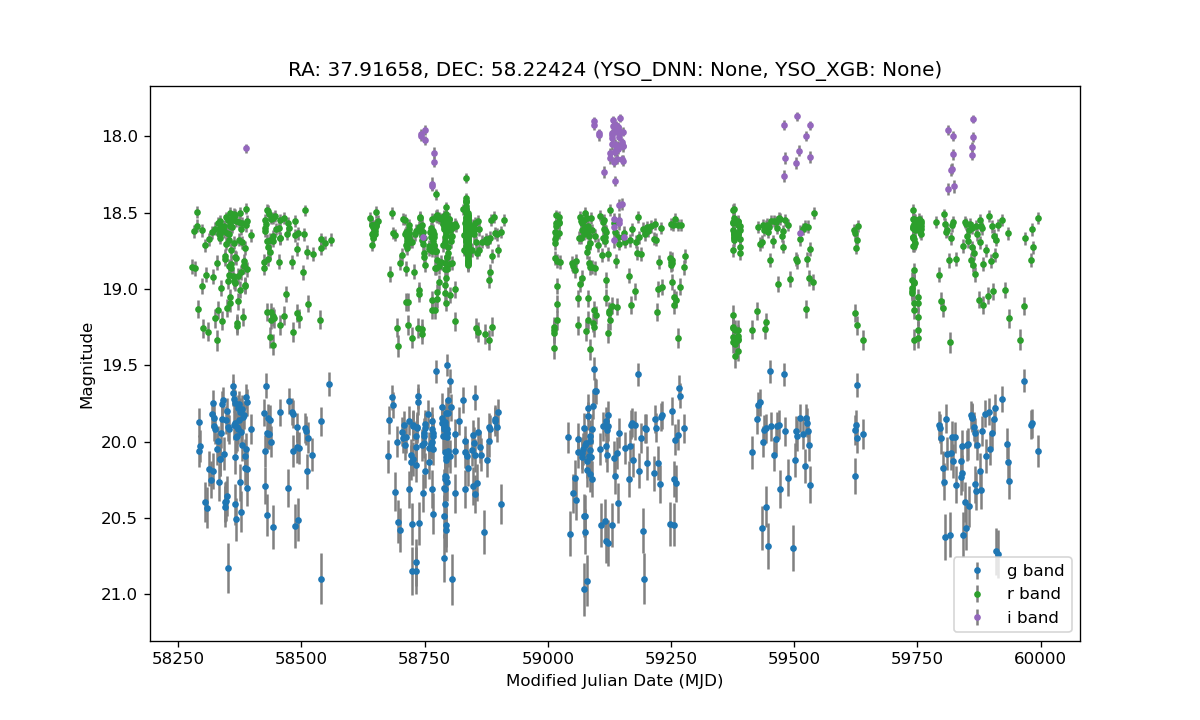 RA: 37.91658, DEC: 58.22424 (YSO_DNN: None, YSO_XGB: None)
Magnitude
18.0
18.5
19.0
19.5
20.0
20.5
21.0
g band
r band
i band
58250 58500 58750 59000 59250 59500 59750 60000
Modified Julian Date (MJD)